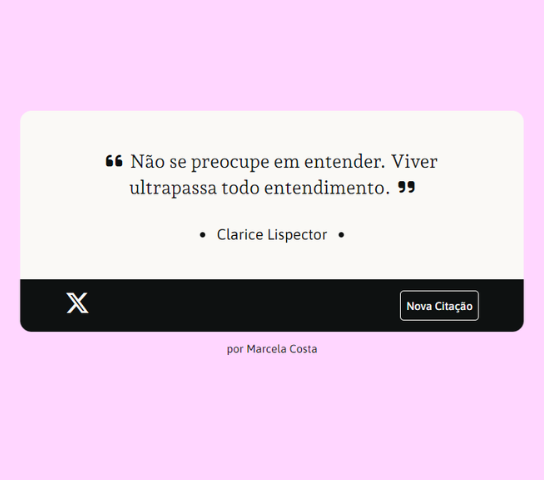 ❝ Não se preocupe em entender. Viver
ultrapassa todo entendimento. ❞
• Clarice Lispector •
Nova Citação
por Marcela Costa